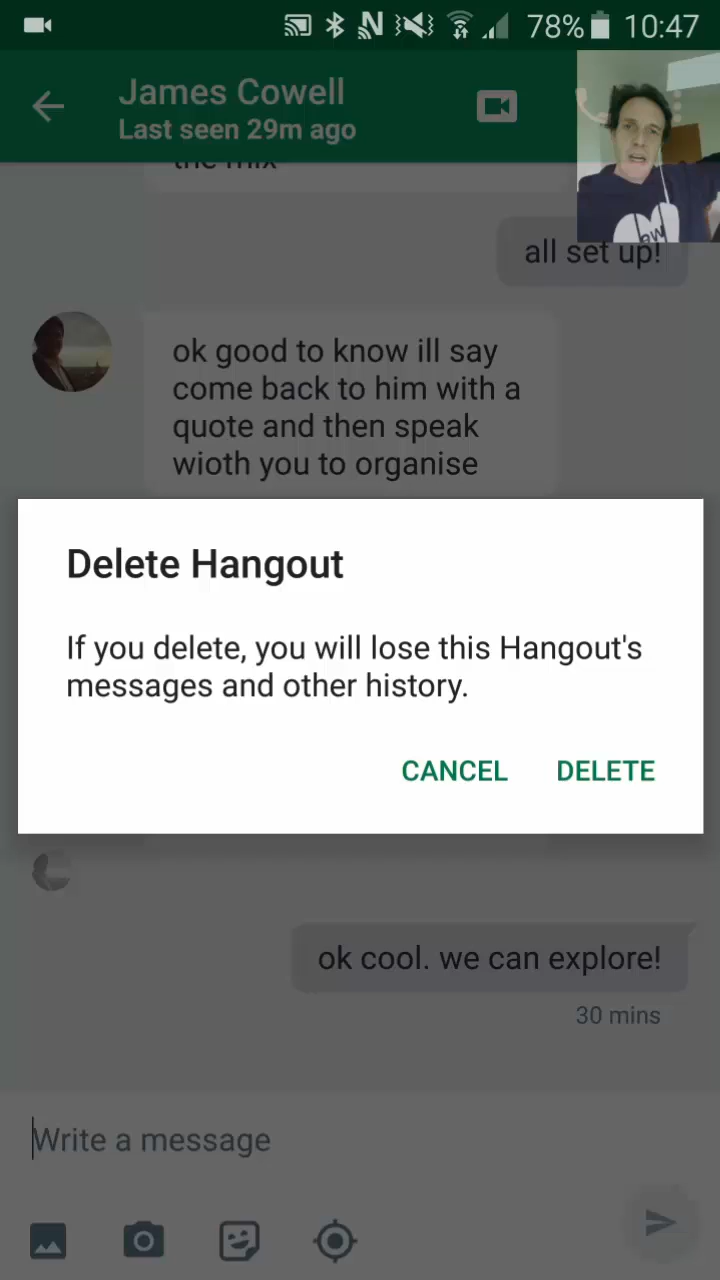 78% 10:47
James Cowell
Last seen 29m ago
the mix
all set up!
ok good to know ill say
come back to him with a
quote and then speak
wioth you to organise
Delete Hangout
If you delete, you will lose this Hangout's
messages and other history.
CANCEL DELETE
ok cool. we can explore!
30 mins
Write a message